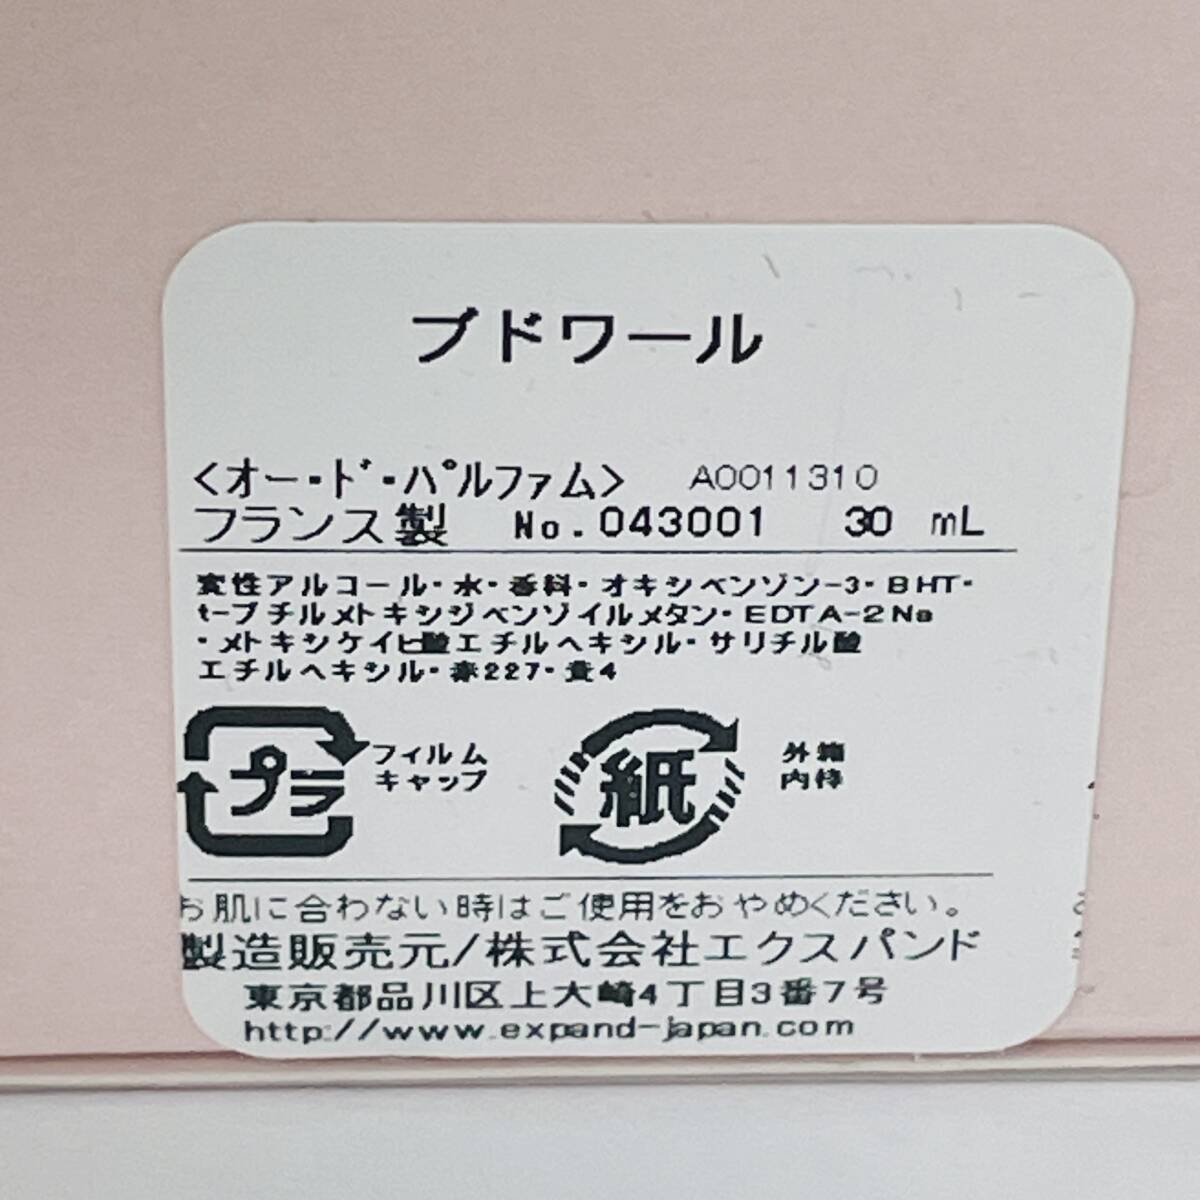 ブドワール
<オー・ド・パルファム> A0011310
フランス製 No.043001 30 mL
変性アルコール・水・香料・オキシベンゾン-3・BHT・
t-ブチルメトキシジベンゾイルメタン・EDTA-2Na
・メトキシケイヒ酸エチルヘキシル・サリチル酸
エチルヘキシル・赤227・黄4
プラ フィルム
キャップ
紙 外箱
内枠
お肌に合わない時はご使用をおやめください。
製造販売元/株式会社エクスパンド
東京都品川区上大崎4丁目3番7号
http://www.expand-japan.com